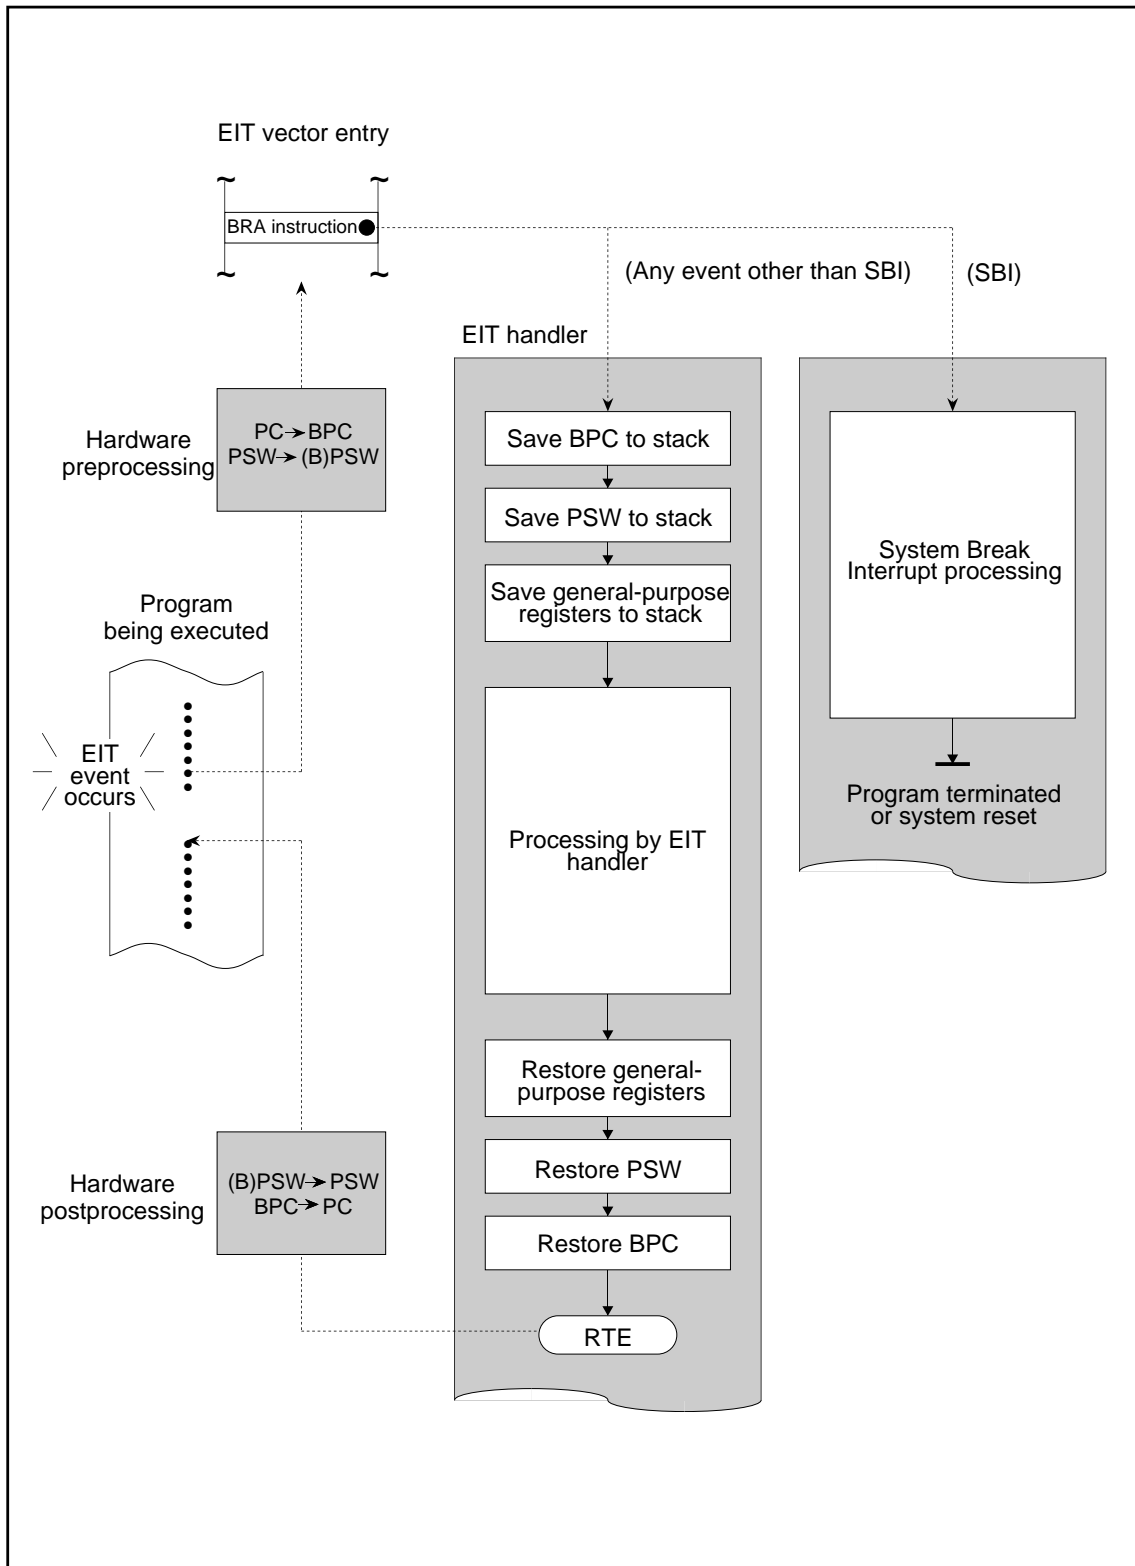 EIT vector entry
BRA instruction
(Any event other than SBI)
(SBI)
EIT handler
Hardware
preprocessing
PC→BPC
PSW→(B)PSW
Save BPC to stack
Save PSW to stack
Save general-purpose
registers to stack
System Break
Interrupt processing
Program
being executed
EIT
event
occurs
Program terminated
or system reset
Processing by EIT
handler
Restore general-
purpose registers
Restore PSW
Restore BPC
RTE
Hardware
postprocessing
(B)PSW→PSW
BPC→PC